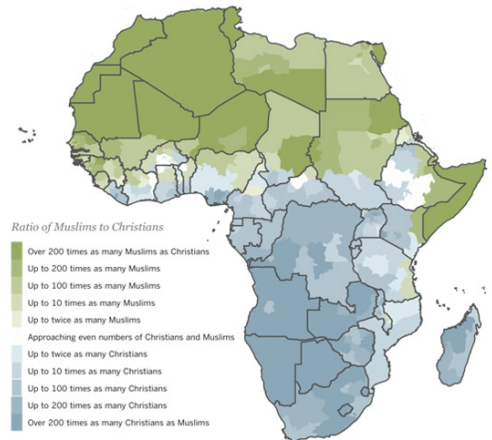 Ratio of Muslims to Christians
Over 200 times as many Muslims as Christians
Up to 200 times as many Muslims
Up to 100 times as many Muslims
Up to 10 times as many Muslims
Up to twice as many Muslims
Approaching even numbers of Christians and Muslims
Up to twice as many Christians
Up to 10 times as many Christians
Up to 100 times as many Christians
Up to 200 times as many Christians
Over 200 times as many Christians as Muslims